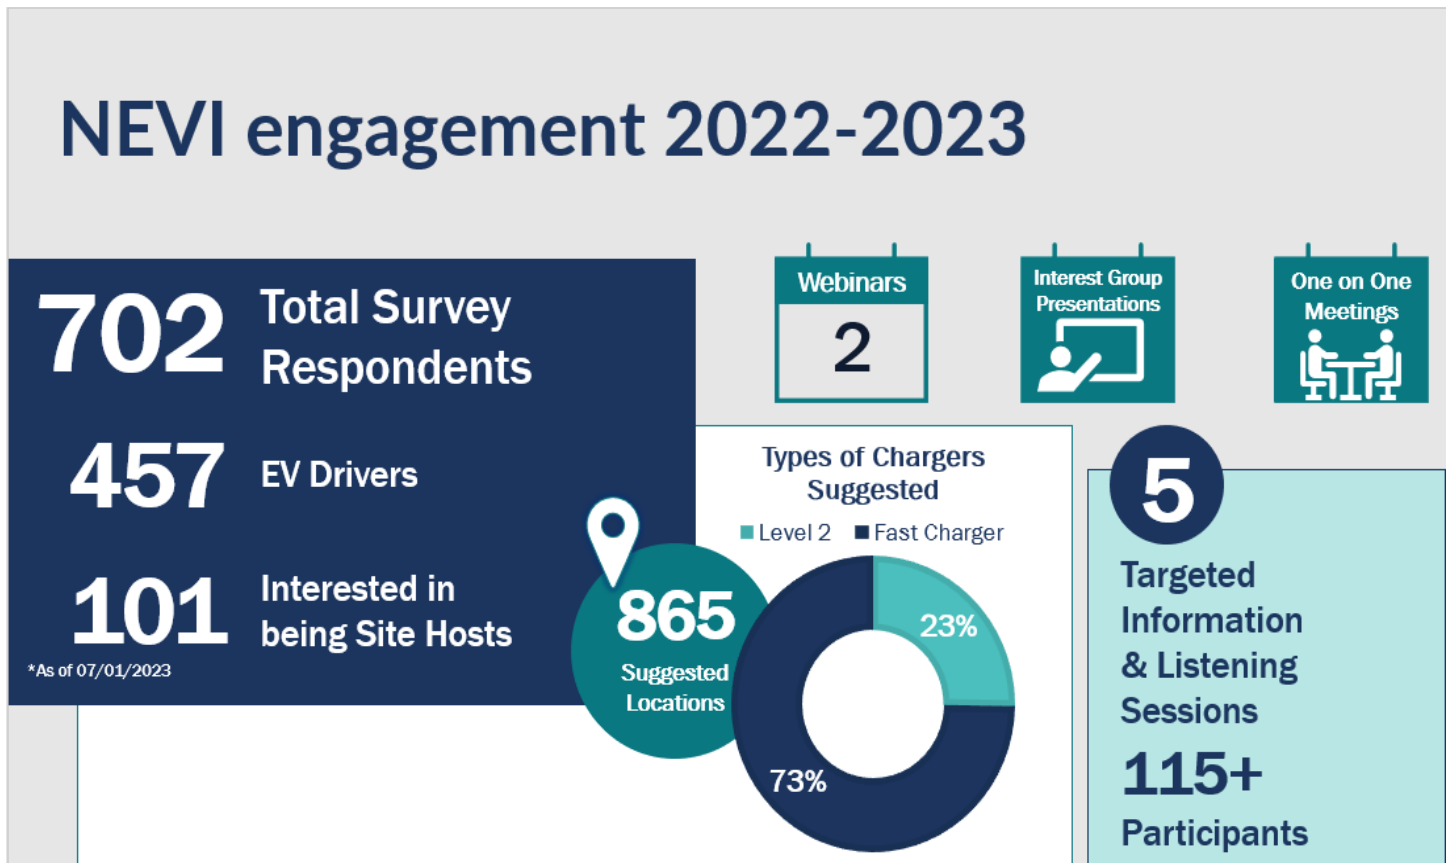 NEVI engagement 2022-2023
702
Total Survey
Respondents
457
EV Drivers
101
Interested in
being Site Hosts
*As of 07/01/2023
865
Suggested
Locations
Webinars
2
Interest Group
Presentations
One on One
Meetings
Types of Chargers
Suggested
Level 2
Fast Charger
23%
73%
5
Targeted
Information
& Listening
Sessions
115+
Participants